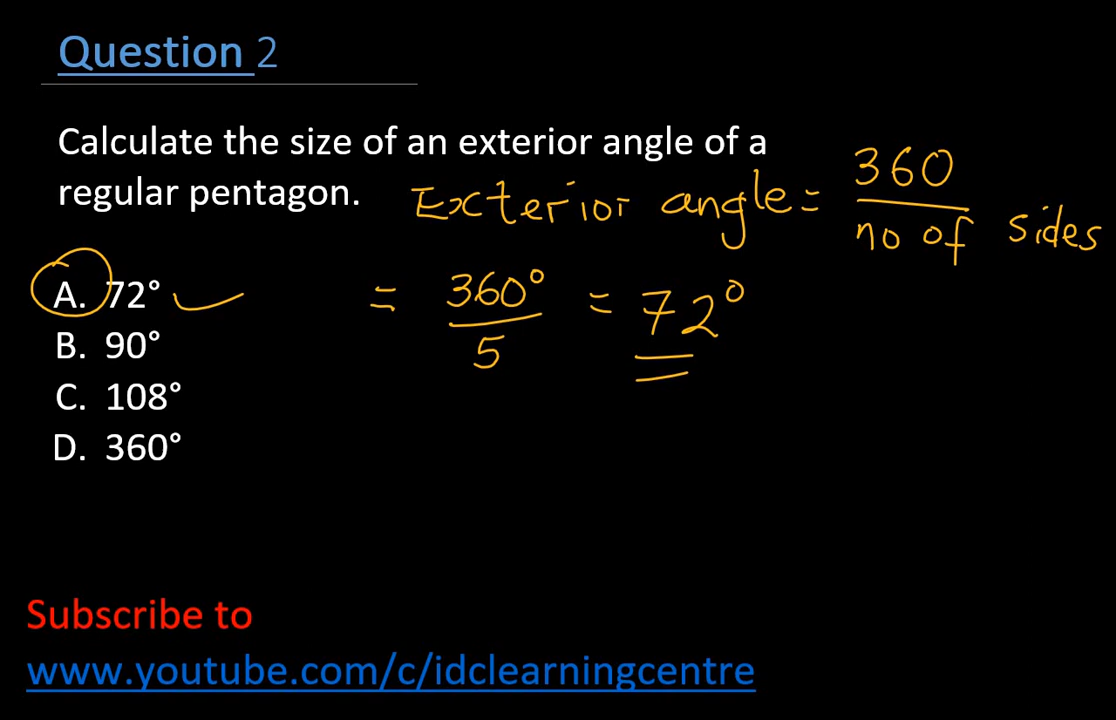 Question 2
Calculate the size of an exterior angle of a
regular pentagon.
Exterior angle = 360 / no of sides
= 360° / 5 = 72°
A. 72° ✓
B. 90°
C. 108°
D. 360°
Subscribe to
www.youtube.com/c/idclearningcentre